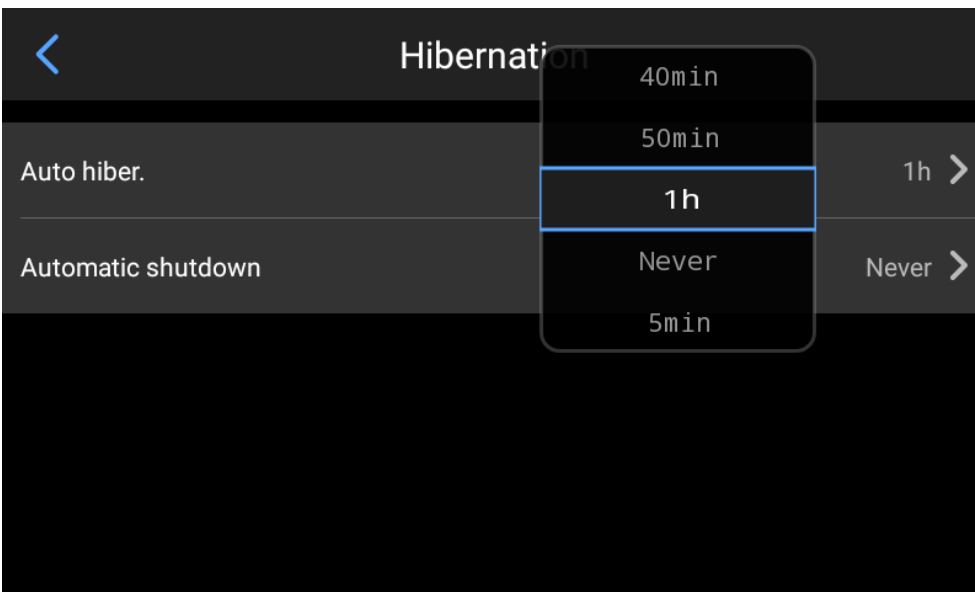 Hibernation
40min
50min
Auto hiber.
1h
1h
Automatic shutdown
Never
Never
5min